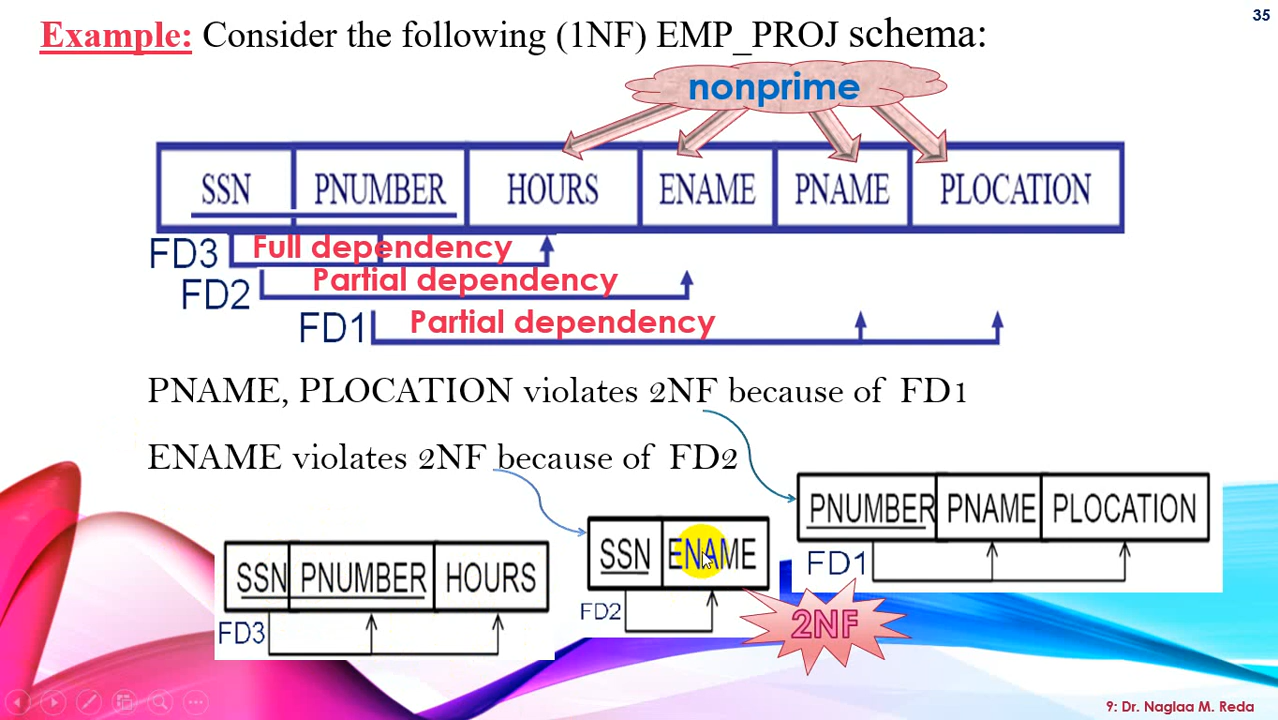 35
Example: Consider the following (1NF) EMP_PROJ schema:
nonprime
SSN PNUMBER HOURS ENAME PNAME PLOCATION
FD3 Full dependency
FD2 Partial dependency
FD1 Partial dependency
PNAME, PLOCATION violates 2NF because of FD1
ENAME violates 2NF because of FD2
PNUMBER PNAME PLOCATION
FD1
SSN ENAME
FD2
SSN PNUMBER HOURS
FD3
2NF
9: Dr. Naglaa M. Reda